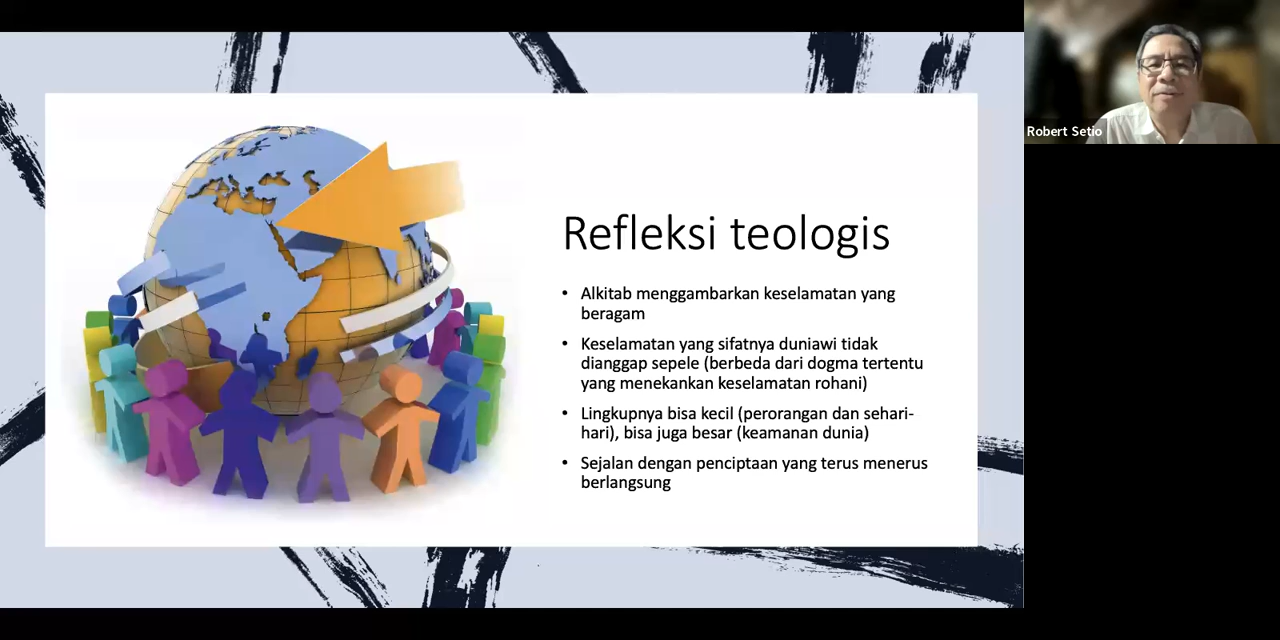 Refleksi teologis
• Alkitab menggambarkan keselamatan yang
beragam
• Keselamatan yang sifatnya duniawi tidak
dianggap sepele (berbeda dari dogma tertentu
yang menekankan keselamatan rohani)
• Lingkupnya bisa kecil (perorangan dan sehari-
hari), bisa juga besar (keamanan dunia)
• Sejalan dengan penciptaan yang terus menerus
berlangsung
Robert Setio